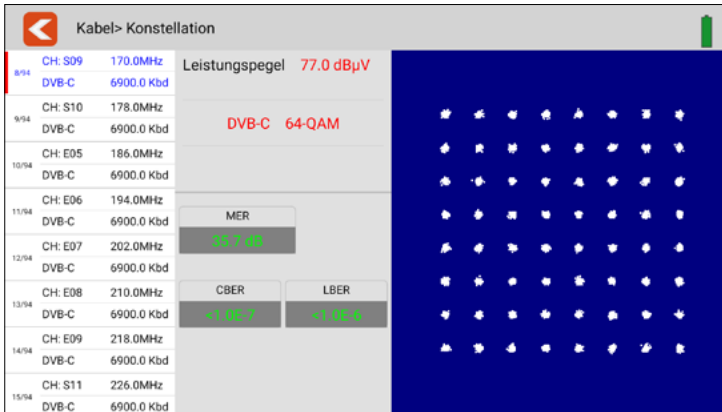 Kabel> Konstellation
8/94
CH: S09 170.0MHz
DVB-C 6900.0 Kbd
9/94
CH: S10 178.0MHz
DVB-C 6900.0 Kbd
10/94
CH: E05 186.0MHz
DVB-C 6900.0 Kbd
11/94
CH: E06 194.0MHz
DVB-C 6900.0 Kbd
12/94
CH: E07 202.0MHz
DVB-C 6900.0 Kbd
13/94
CH: E08 210.0MHz
DVB-C 6900.0 Kbd
14/94
CH: E09 218.0MHz
DVB-C 6900.0 Kbd
15/94
CH: S11 226.0MHz
DVB-C 6900.0 Kbd
Leistungspegel 77.0 dBµV
DVB-C 64-QAM
MER
35.7 dB
CBER LBER
<1.0E-7 <1.0E-6